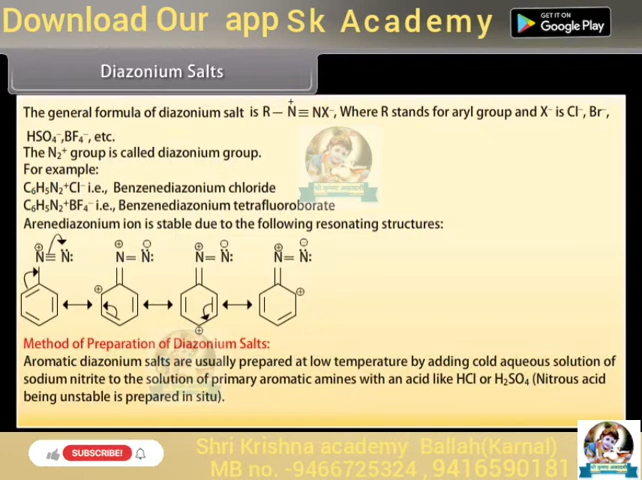 Download Our app Sk Academy
GET IT ON
Google Play
Diazonium Salts
The general formula of diazonium salt is R – N⁺ ≡ NX⁻, Where R stands for aryl group and X⁻ is Cl⁻, Br⁻,
HSO₄⁻,BF₄⁻, etc.
The N₂⁺ group is called diazonium group.
For example:
C₆H₅N₂⁺Cl⁻ i.e., Benzenediazonium chloride
C₆H₅N₂⁺BF₄⁻ i.e., Benzenediazonium tetrafluoroborate
Arenediazonium ion is stable due to the following resonating structures:
⊕ ⊕ ⊖ ⊕ ⊖ ⊕ ⊖
N≡ N: N= N: N= N: N= N:
⊕ ⊕
⊕
Method of Preparation of Diazonium Salts:
Aromatic diazonium salts are usually prepared at low temperature by adding cold aqueous solution of
sodium nitrite to the solution of primary aromatic amines with an acid like HCl or H₂SO₄ (Nitrous acid
being unstable is prepared in situ).
SUBSCRIBE!
Shri Krishna academy Ballah(Karnal)
MB no. -9466725324 , 9416590181